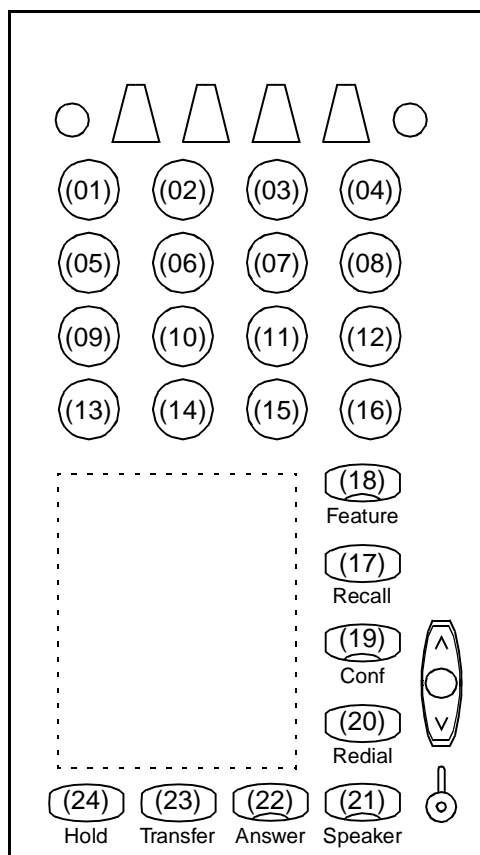 (01) (02) (03) (04)
(05) (06) (07) (08)
(09) (10) (11) (12)
(13) (14) (15) (16)
(18)
Feature
(17)
Recall
(19)
Conf
(20)
Redial
(24) (23) (22) (21)
Hold Transfer Answer Speaker